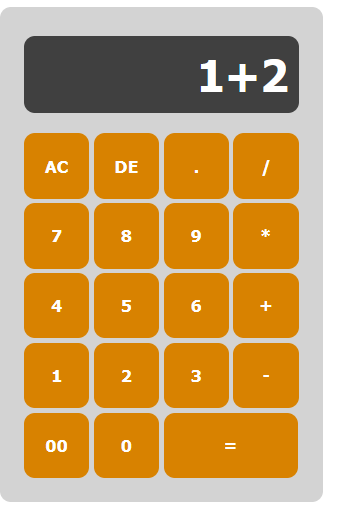 1+2
AC DE . /
7 8 9 *
4 5 6 +
1 2 3 -
00 0 =